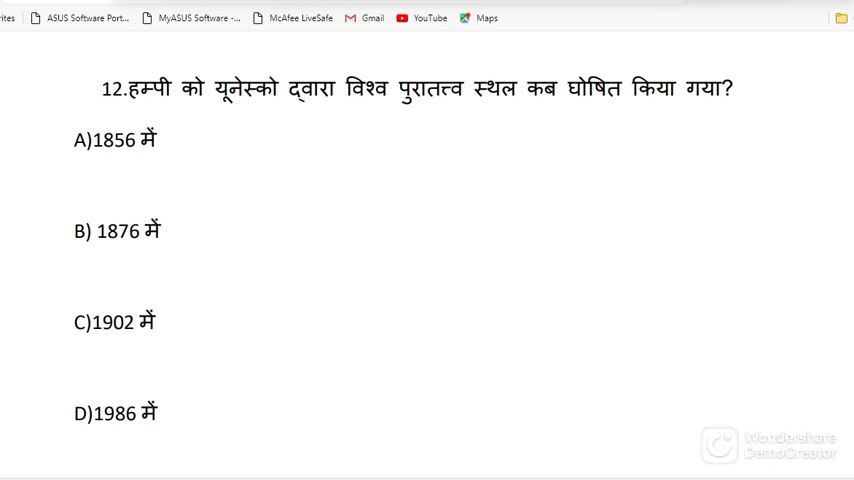 rites ASUS Software Port... MyASUS Software -... McAfee LiveSafe Gmail YouTube Maps
12.हम्पी को यूनेस्को द्वारा विश्व पुरातत्त्व स्थल कब घोषित किया गया?
A)1856 में
B) 1876 में
C)1902 में
D)1986 में
Wondershare
DemoCreator